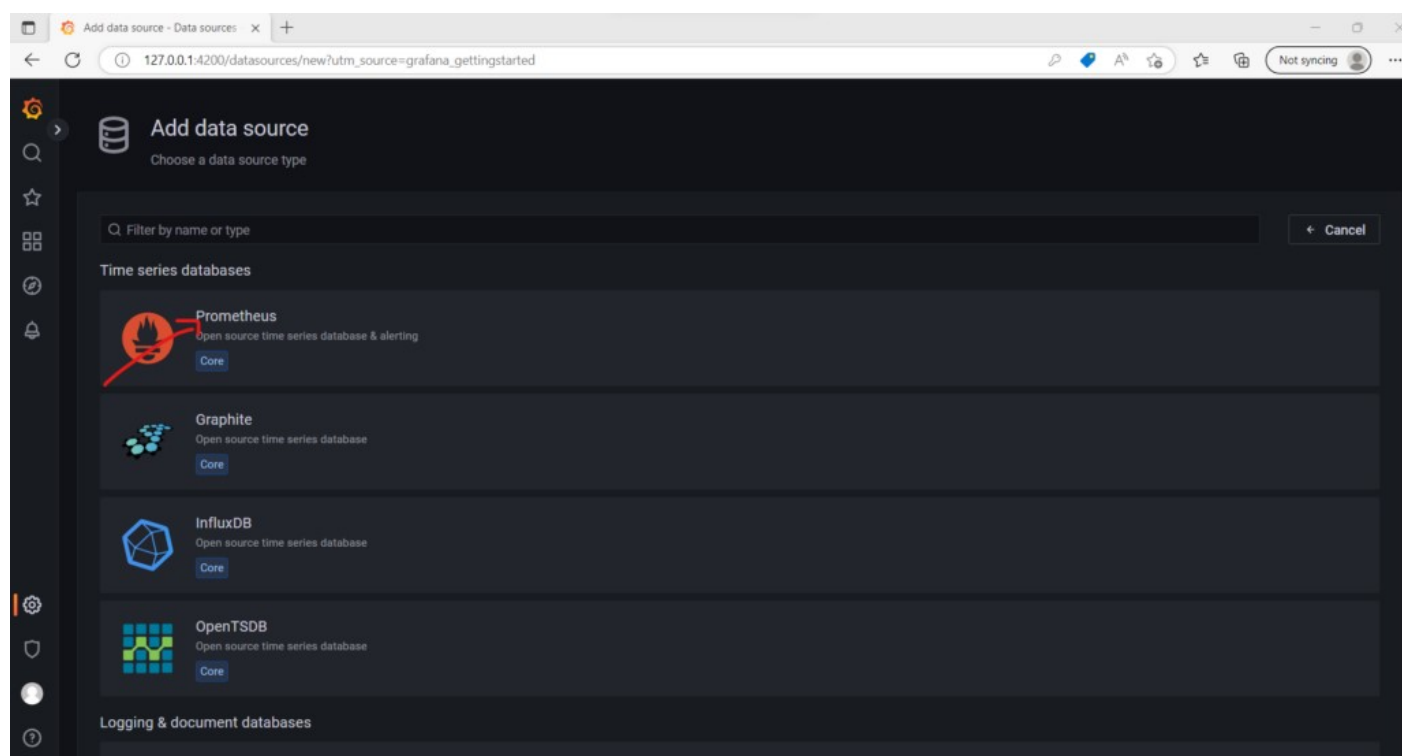 Add data source - Data sources
127.0.0.1:4200/datasources/new?utm_source=grafana_gettingstarted
Not syncing
Add data source
Choose a data source type
Filter by name or type
Cancel
Time series databases
Prometheus
Open source time series database & alerting
Core
Graphite
Open source time series database
Core
InfluxDB
Open source time series database
Core
OpenTSDB
Open source time series database
Core
Logging & document databases